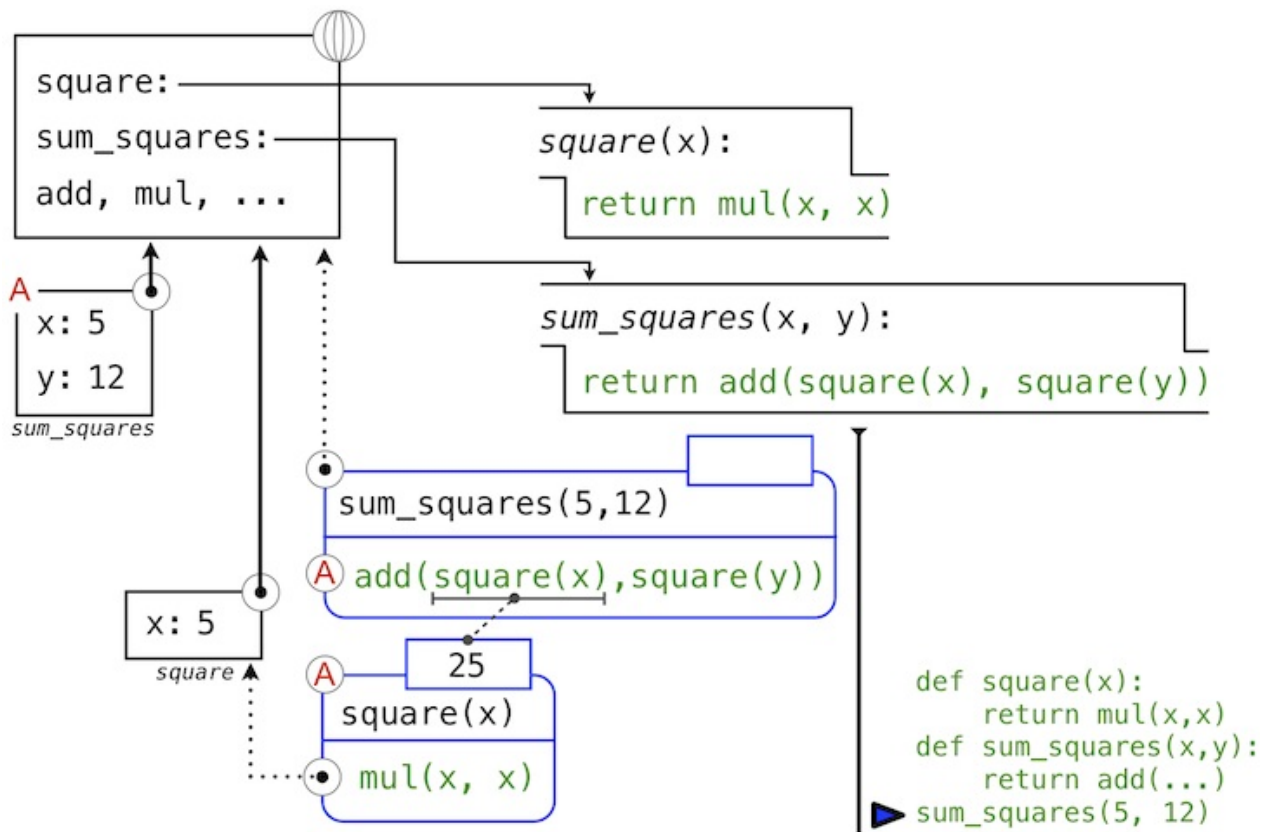 square:
sum_squares:
add, mul, ...
square(x):
return mul(x, x)
sum_squares(x, y):
return add(square(x), square(y))
A
x: 5
y: 12
sum_squares
sum_squares(5,12)
A add(square(x),square(y))
x: 5
square
25
A
square(x)
mul(x, x)
def square(x):
    return mul(x,x)
def sum_squares(x,y):
    return add(...)
sum_squares(5, 12)